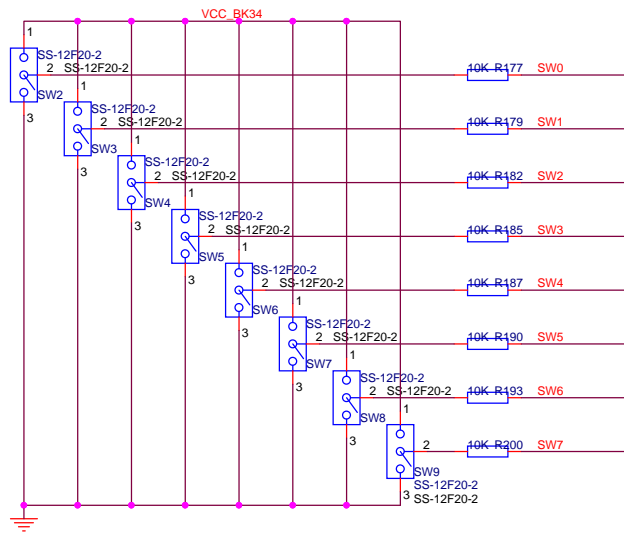 VCC_BK34
1
SS-12F20-2
2 SS-12F20-2 10K R177 SW0
SW2
1
3
SS-12F20-2
2 SS-12F20-2 10K R179 SW1
SW3
1
3
SS-12F20-2
2 SS-12F20-2 10K R182 SW2
SW4
1
3
SS-12F20-2
2 SS-12F20-2 10K R185 SW3
SW5
1
3
SS-12F20-2
2 SS-12F20-2 10K R187 SW4
SW6
1
3
SS-12F20-2
2 SS-12F20-2 10K R190 SW5
SW7
1
3
SS-12F20-2
2 SS-12F20-2 10K R193 SW6
SW8
1
3
2 10K R200 SW7
SW9
SS-12F20-2
3 SS-12F20-2